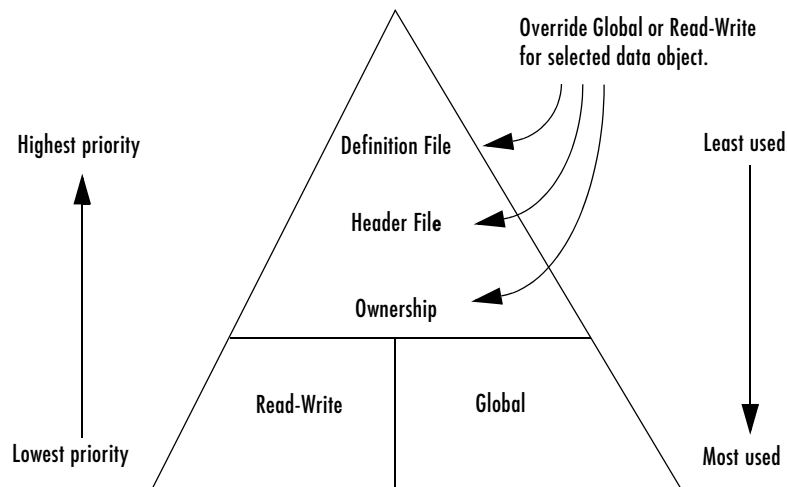 Override Global or Read-Write
for selected data object.
Highest priority
Definition File
Least used
Header File
Ownership
Read-Write
Global
Lowest priority
Most used